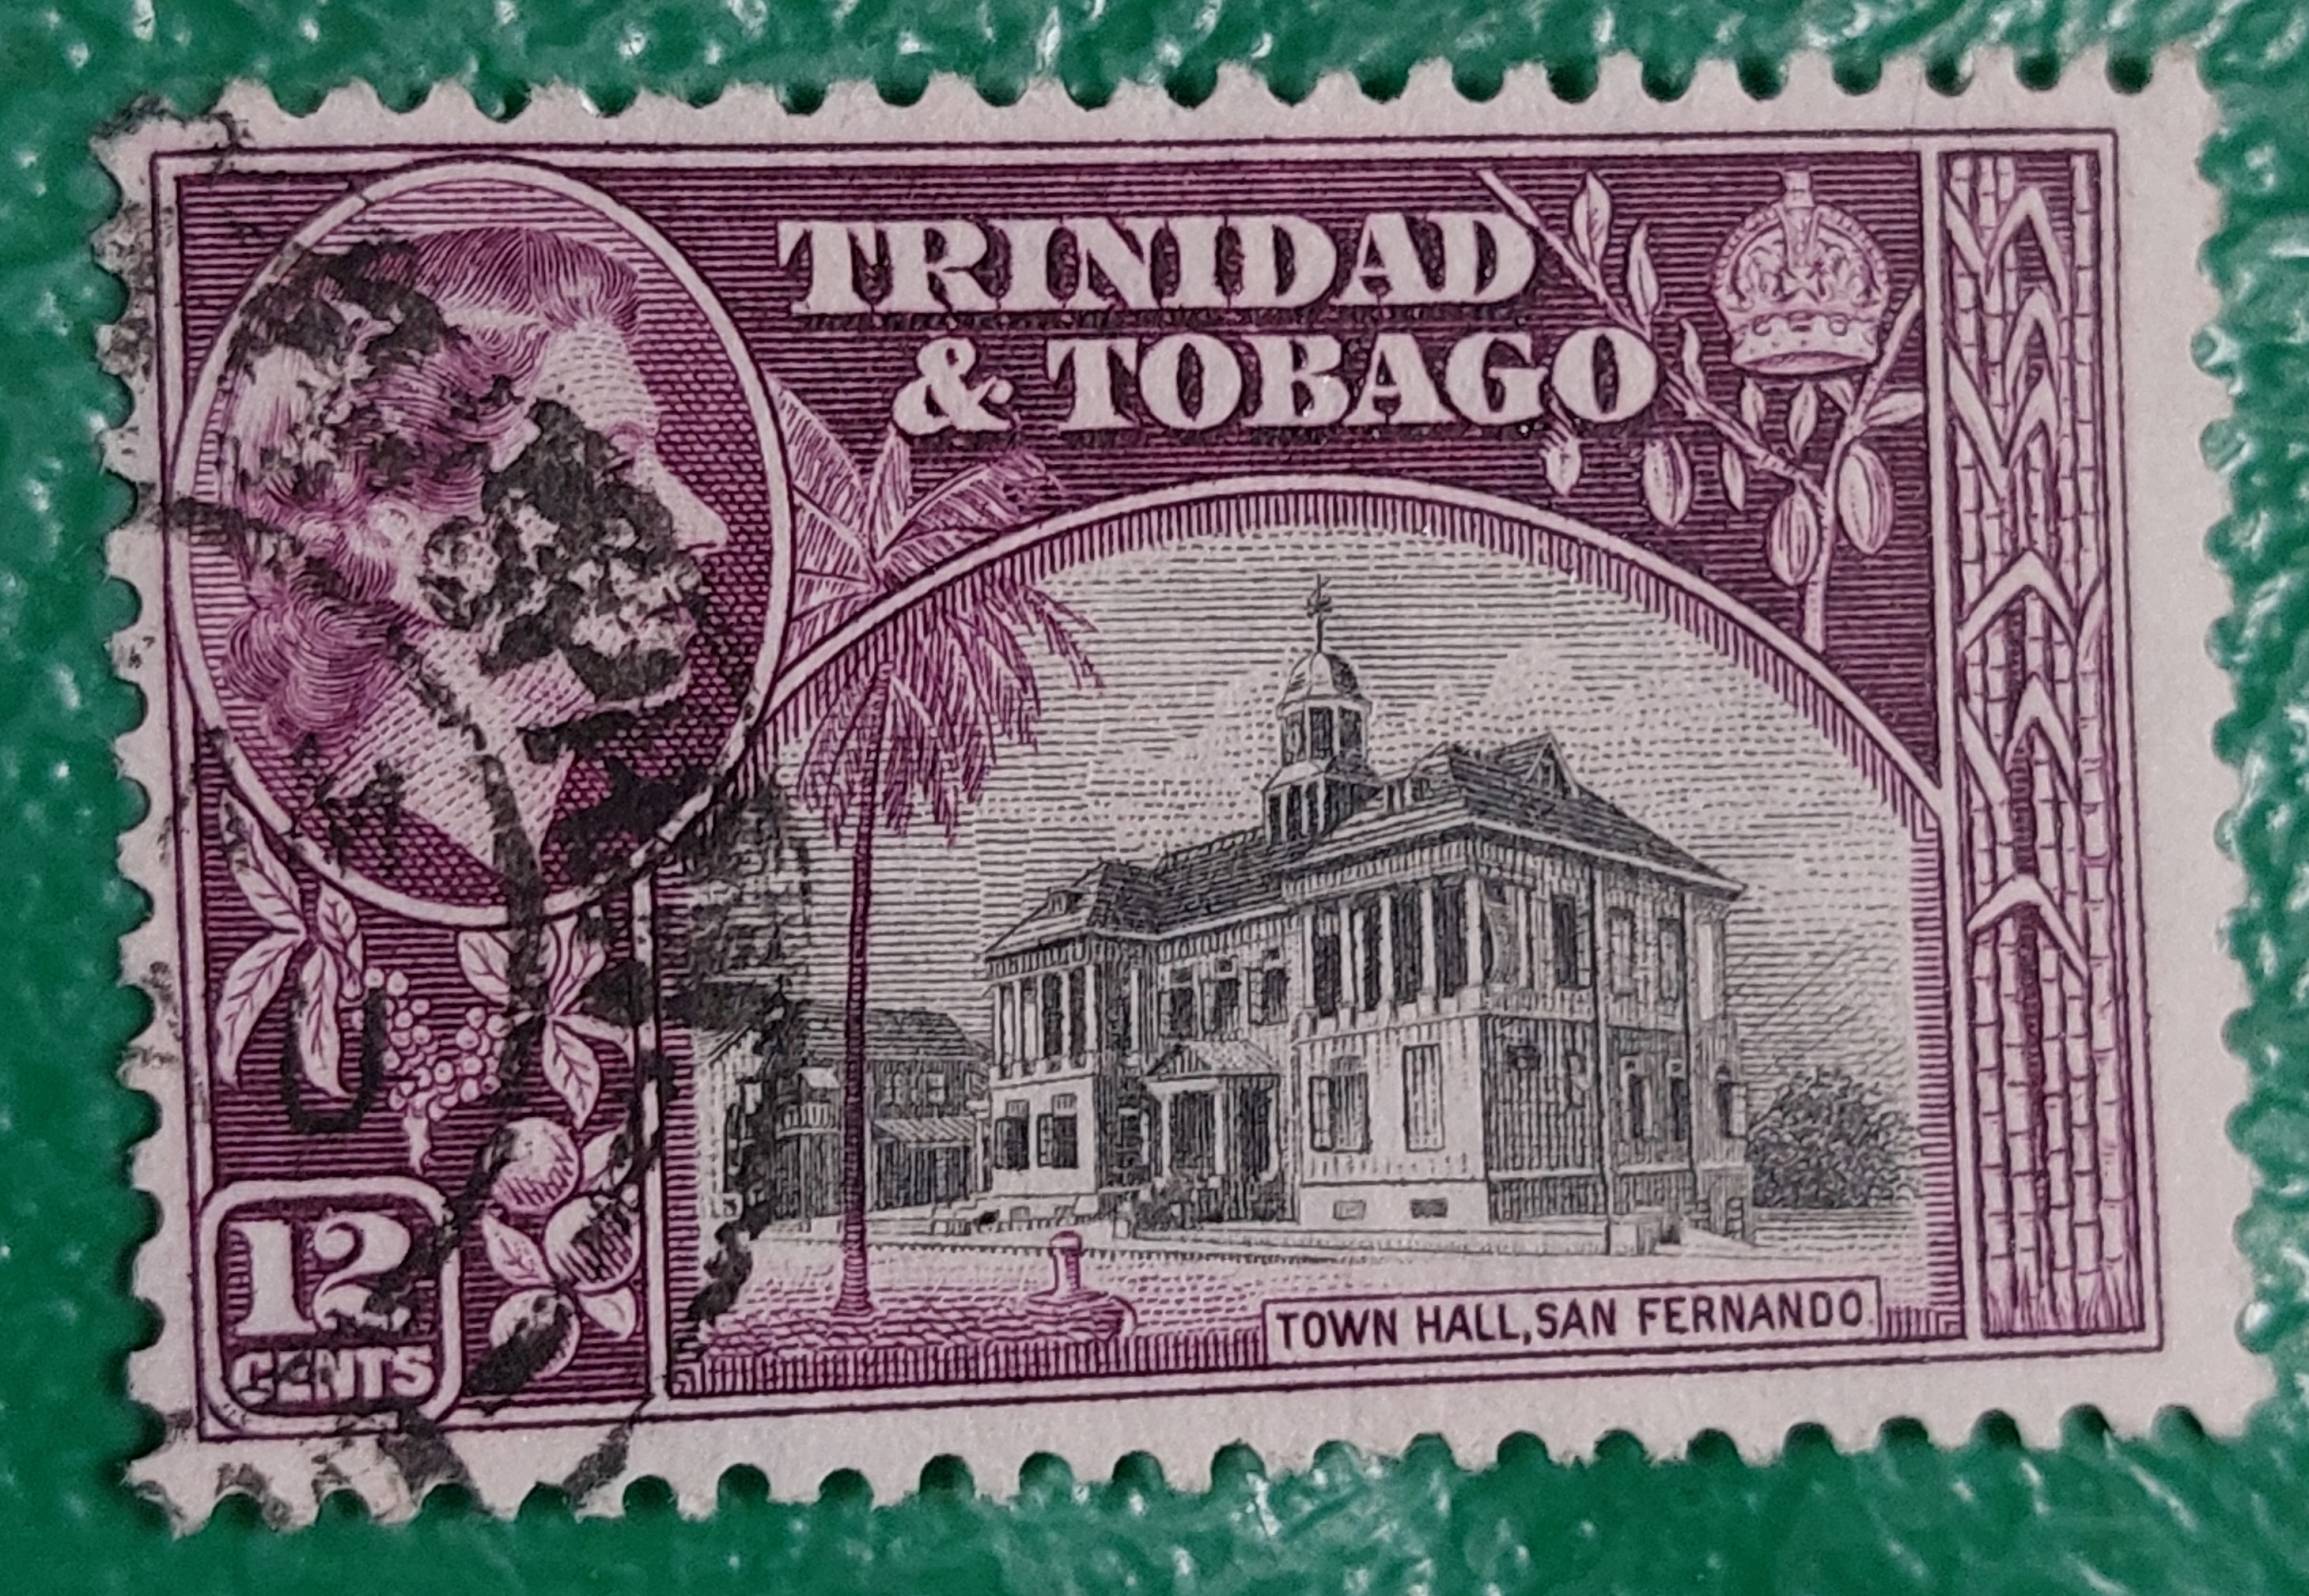 TRINIDAD
& TOBAGO
12
CENTS
TOWN HALL, SAN FERNANDO